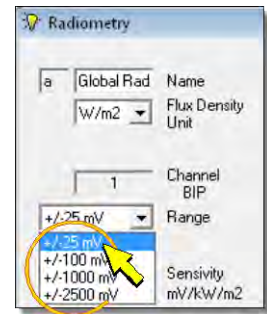 Radiometry
a Global Rad Name
W/m2 Flux Density
Unit
1 Channel
BIP
+/-25 mV Range
+/-25 mV
+/-100 mV
+/-1000 mV Sensivity
+/-2500 mV mV/kW/m2